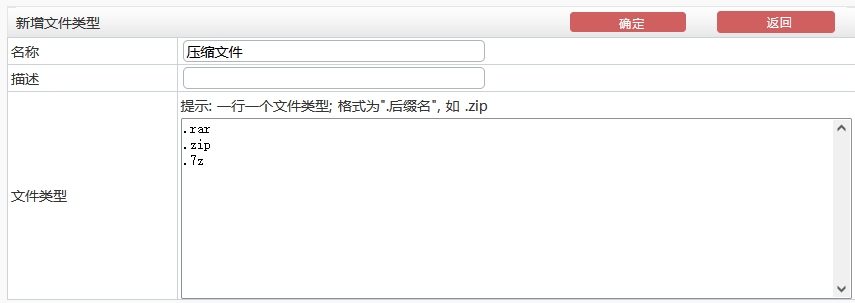 新增文件类型 确定 返回
名称 压缩文件
描述
提示: 一行一个文件类型; 格式为".后缀名", 如 .zip
.rar
.zip
.7z
文件类型